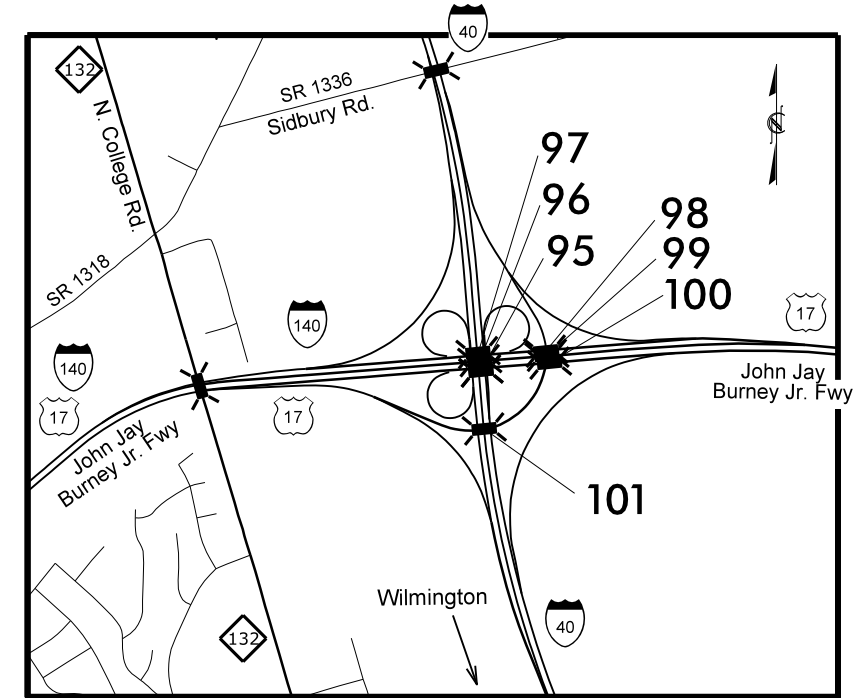 40
132
SR 1336
Sidbury Rd.
N. College Rd.
N
97
96
95
98
99
100
SR 1318
140
140
17
17
17
John Jay
Burney Jr. Fwy
John Jay
Burney Jr. Fwy
101
Wilmington
132
40